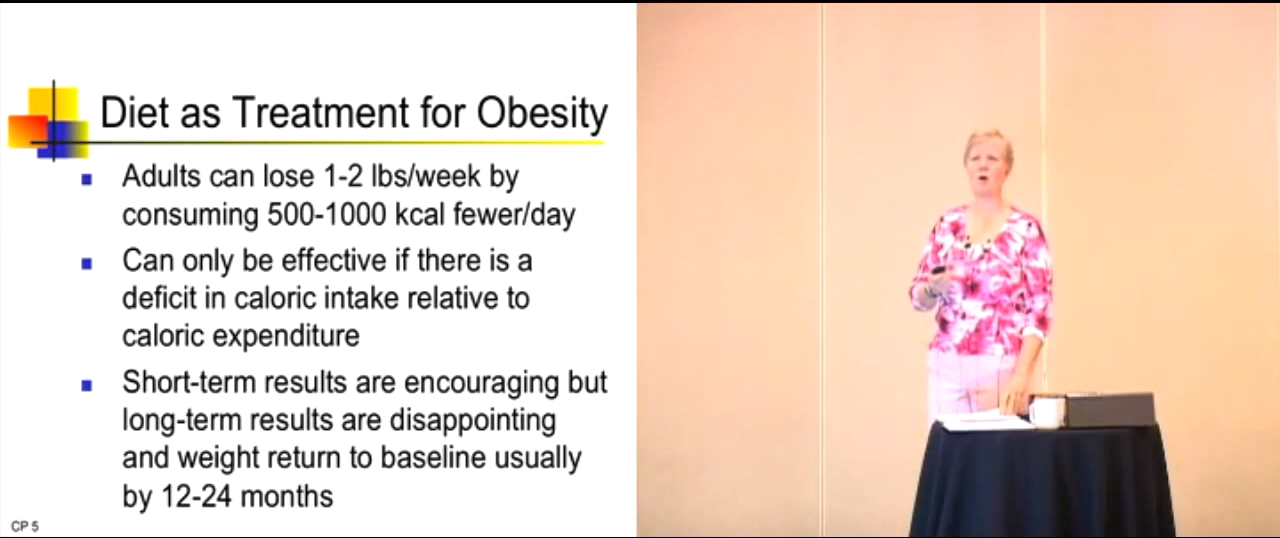 Diet as Treatment for Obesity
Adults can lose 1-2 lbs/week by
consuming 500-1000 kcal fewer/day
Can only be effective if there is a
deficit in caloric intake relative to
caloric expenditure
Short-term results are encouraging but
long-term results are disappointing
and weight return to baseline usually
by 12-24 months
CP 5